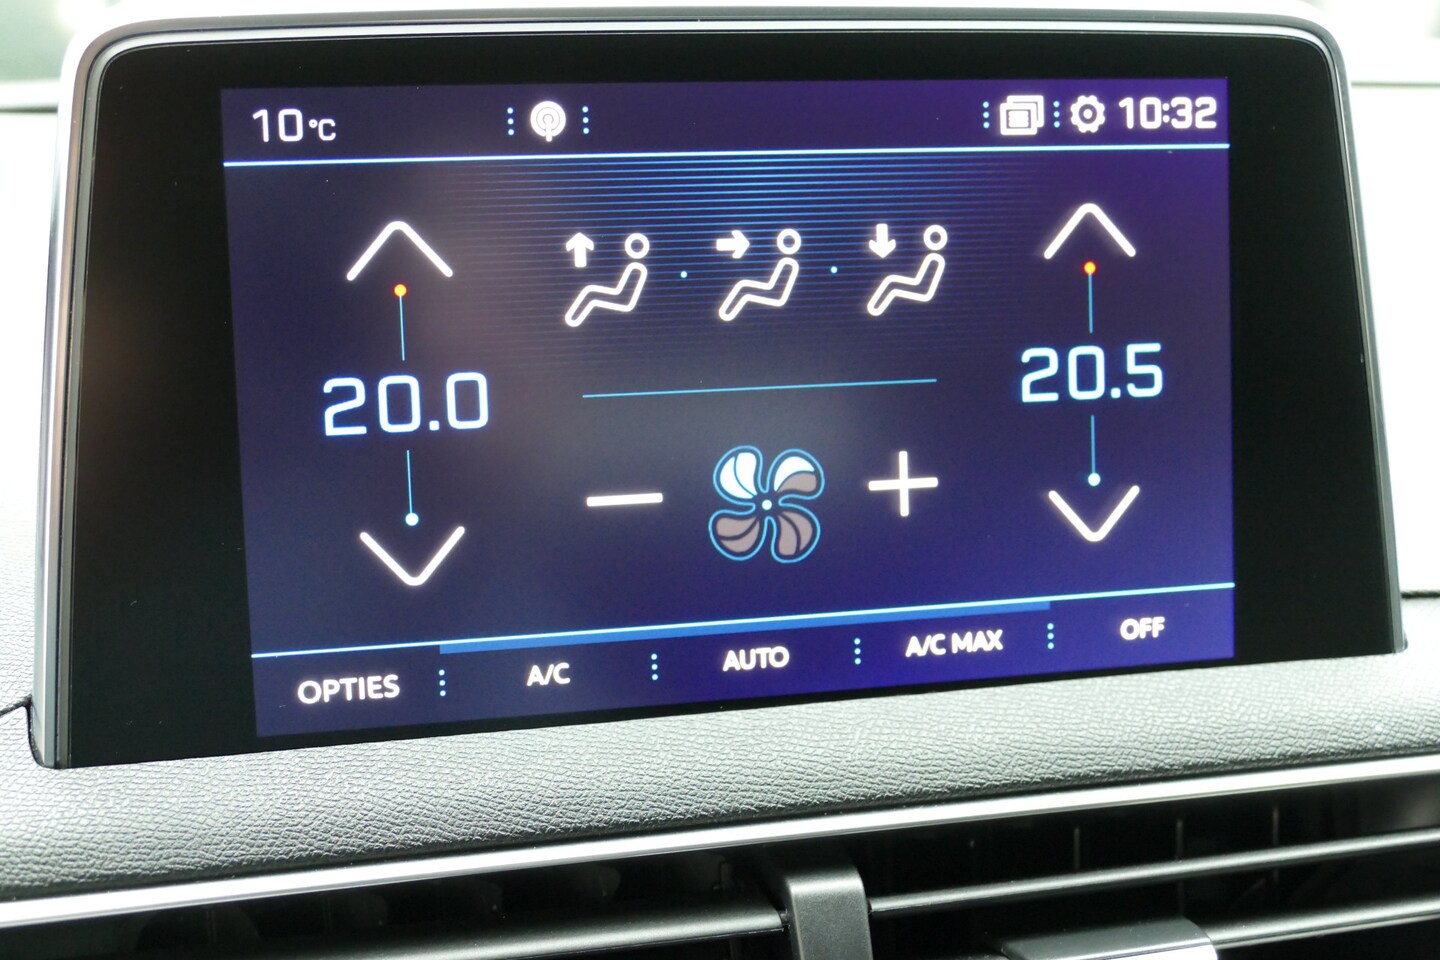 10°C 10:32
20.0 20.5
OPTIES A/C AUTO A/C MAX OFF